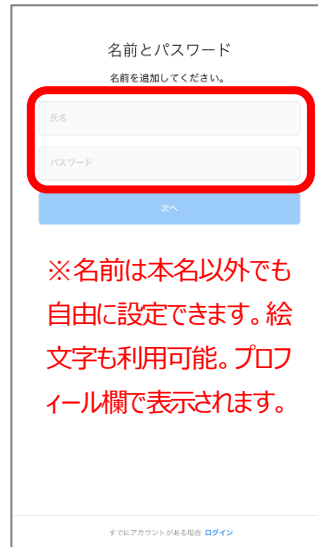 名前とパスワード
名前を追加してください。
氏名
パスワード
次へ
※名前は本名以外でも
自由に設定できます。絵
文字も利用可能。プロフ
ィール欄で表示されます。
すでにアカウントがある場合 ログイン